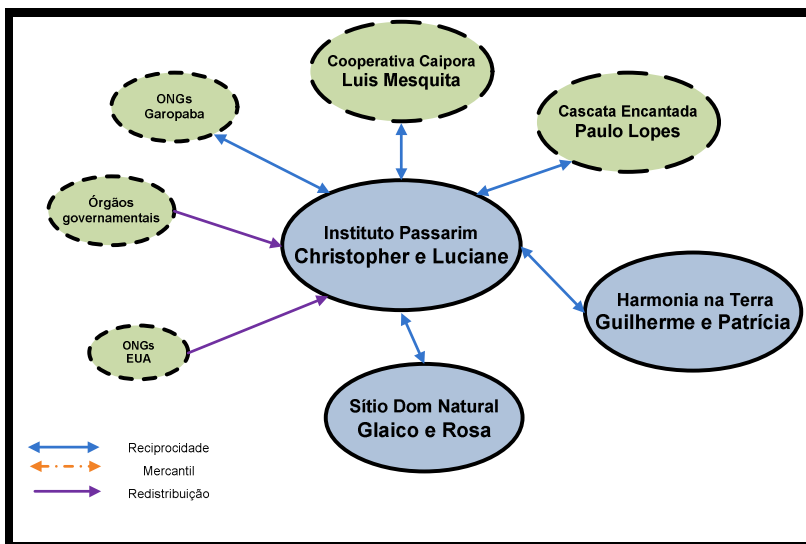 Cooperativa Caipora
Luis Mesquita
ONGs
Garopaba
Cascata Encantada
Paulo Lopes
Órgãos
governamentais
Instituto Passarim
Christopher e Luciane
Harmonia na Terra
Guilherme e Patrícia
ONGs
EUA
Sítio Dom Natural
Glaico e Rosa
Reciprocidade
Mercantil
Redistribuição